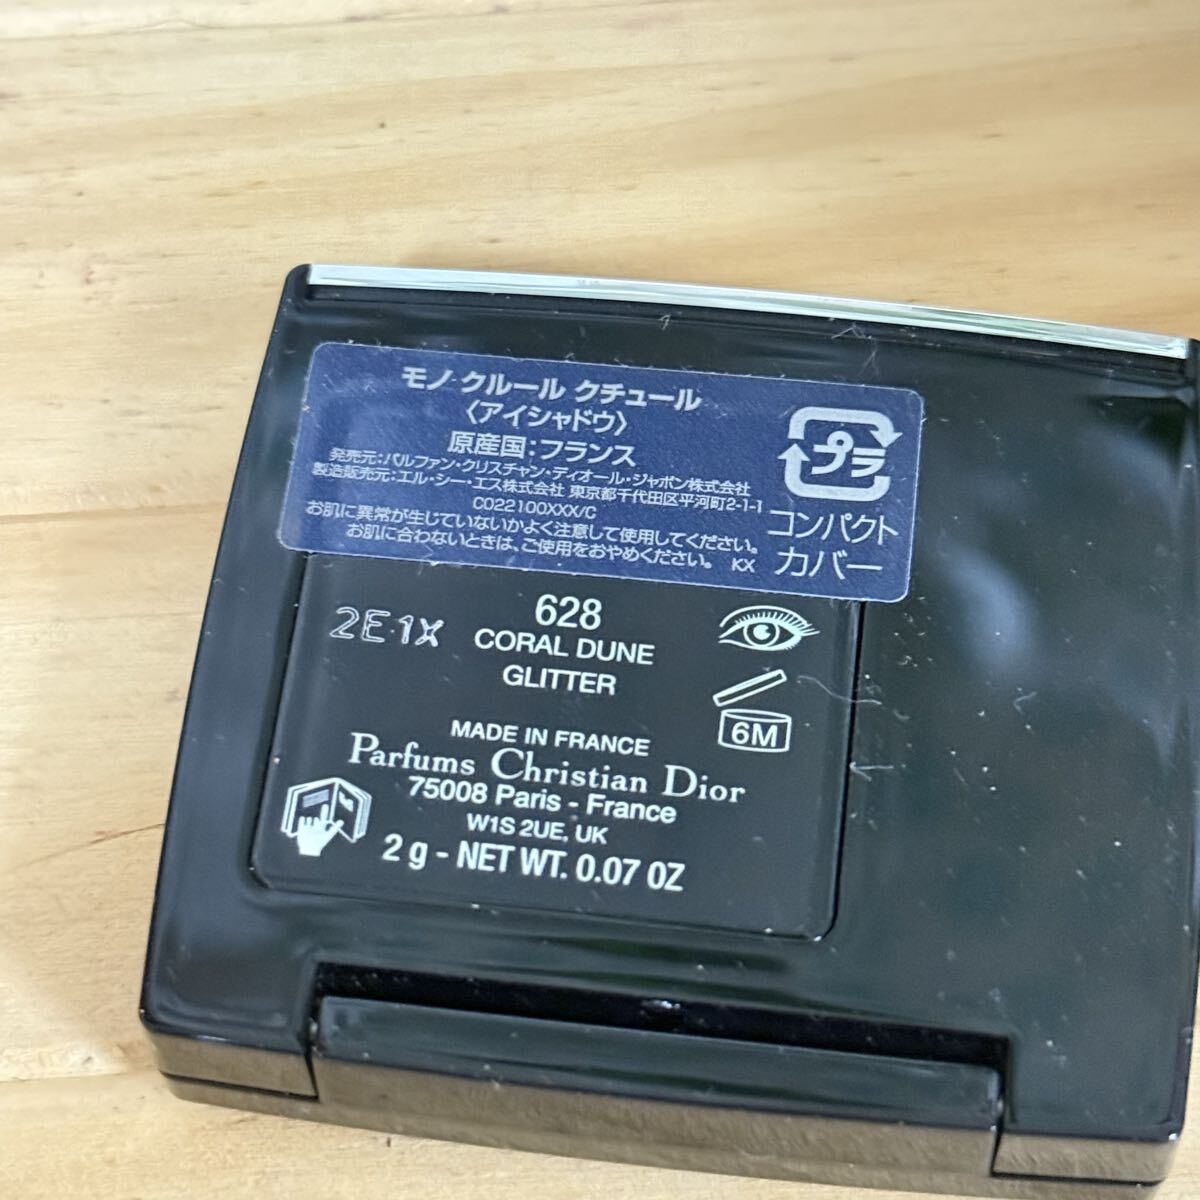 モノ クルール クチュール
〈アイシャドウ〉
原産国：フランス
発売元：パルファン・クリスチャン・ディオール・ジャポン株式会社
製造販売元：エル・シー・エス株式会社 東京都千代田区平河町2-1-1
C022100XXX/C
お肌に異常が生じていないかよく注意して使用してください。
お肌に合わないときは、ご使用をおやめください。 KX
プラ
コンパクト
カバー
2E1X
628
CORAL DUNE
GLITTER
6M
MADE IN FRANCE
Parfums Christian Dior
75008 Paris - France
W1S 2UE, UK
2 g - NET WT. 0.07 OZ